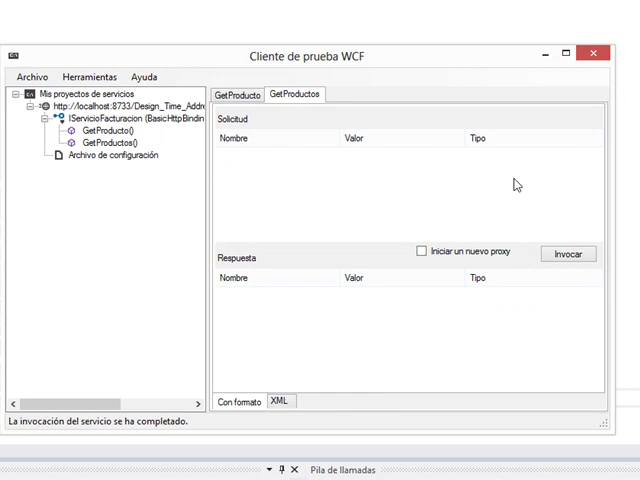 Cliente de prueba WCF
Archivo Herramientas Ayuda
Mis proyectos de servicios
http://localhost:8733/Design_Time_Addre
IServicioFacturacion (BasicHttpBindin
GetProducto()
GetProductos()
Archivo de configuración
GetProducto GetProductos
Solicitud
Nombre Valor Tipo
Respuesta
Iniciar un nuevo proxy
Invocar
Nombre Valor Tipo
Con formato XML
La invocación del servicio se ha completado.
Pila de llamadas